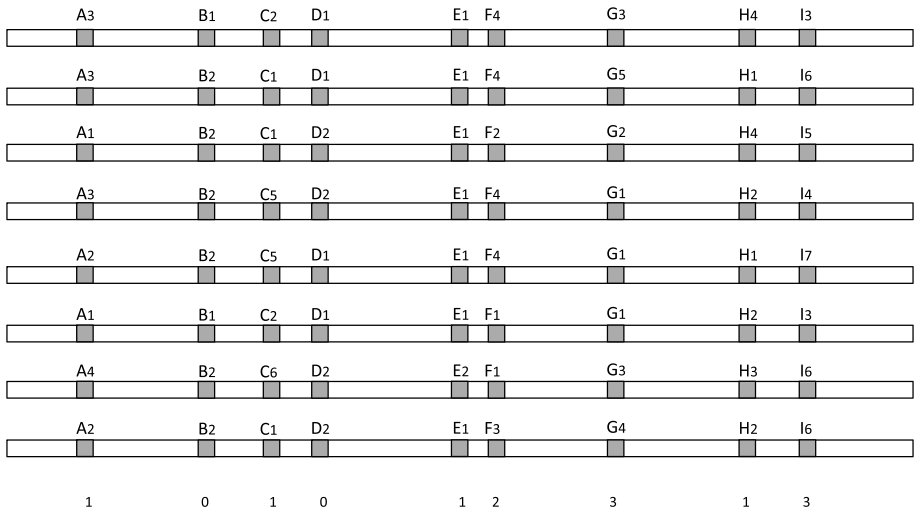 A3 B1 C2 D1 E1 F4 G3 H4 I3
A3 B2 C1 D1 E1 F4 G5 H1 I6
A1 B2 C1 D2 E1 F2 G2 H4 I5
A3 B2 C5 D2 E1 F4 G1 H2 I4
A2 B2 C5 D1 E1 F4 G1 H1 I7
A1 B1 C2 D1 E1 F1 G1 H2 I3
A4 B2 C6 D2 E2 F1 G3 H3 I6
A2 B2 C1 D2 E1 F3 G4 H2 I6
1 0 1 0 1 2 3 1 3